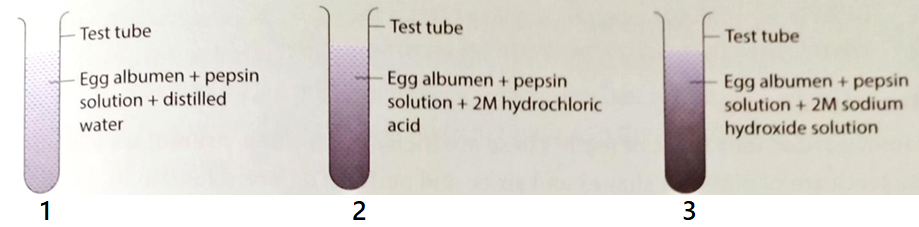 Test tube
Egg albumen + pepsin
solution + distilled
water
1
Test tube
Egg albumen + pepsin
solution + 2M hydrochloric
acid
2
Test tube
Egg albumen + pepsin
solution + 2M sodium
hydroxide solution
3